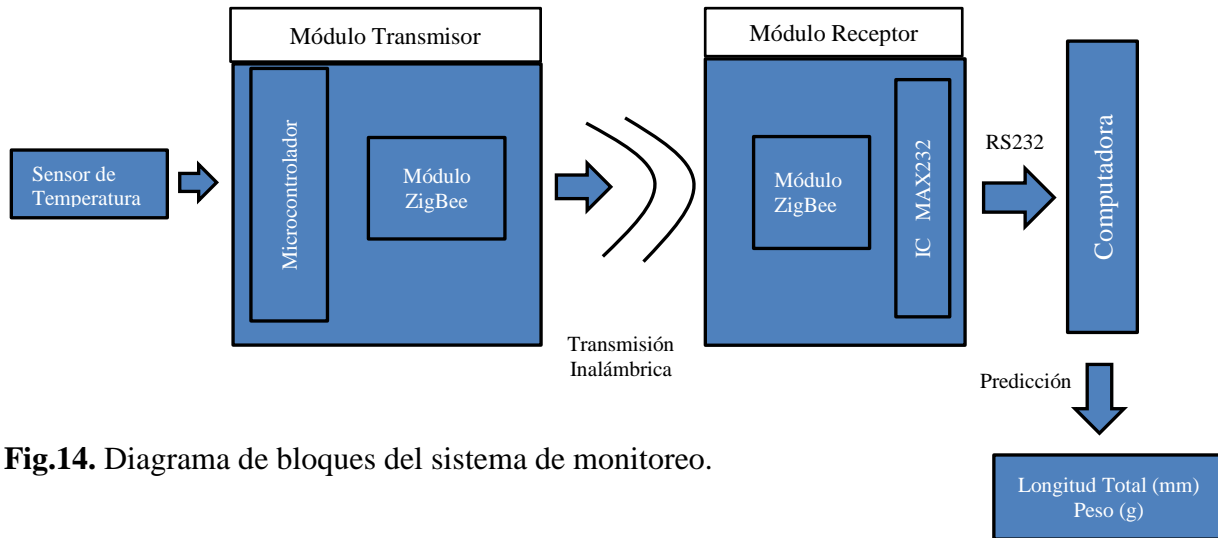 Módulo Transmisor
Módulo Receptor
Sensor de
Temperatura
Microcontrolador
Módulo
ZigBee
Transmisión
Inalámbrica
Módulo
ZigBee
IC MAX232
RS232
Computadora
Predicción
Longitud Total (mm)
Peso (g)
Fig.14. Diagrama de bloques del sistema de monitoreo.